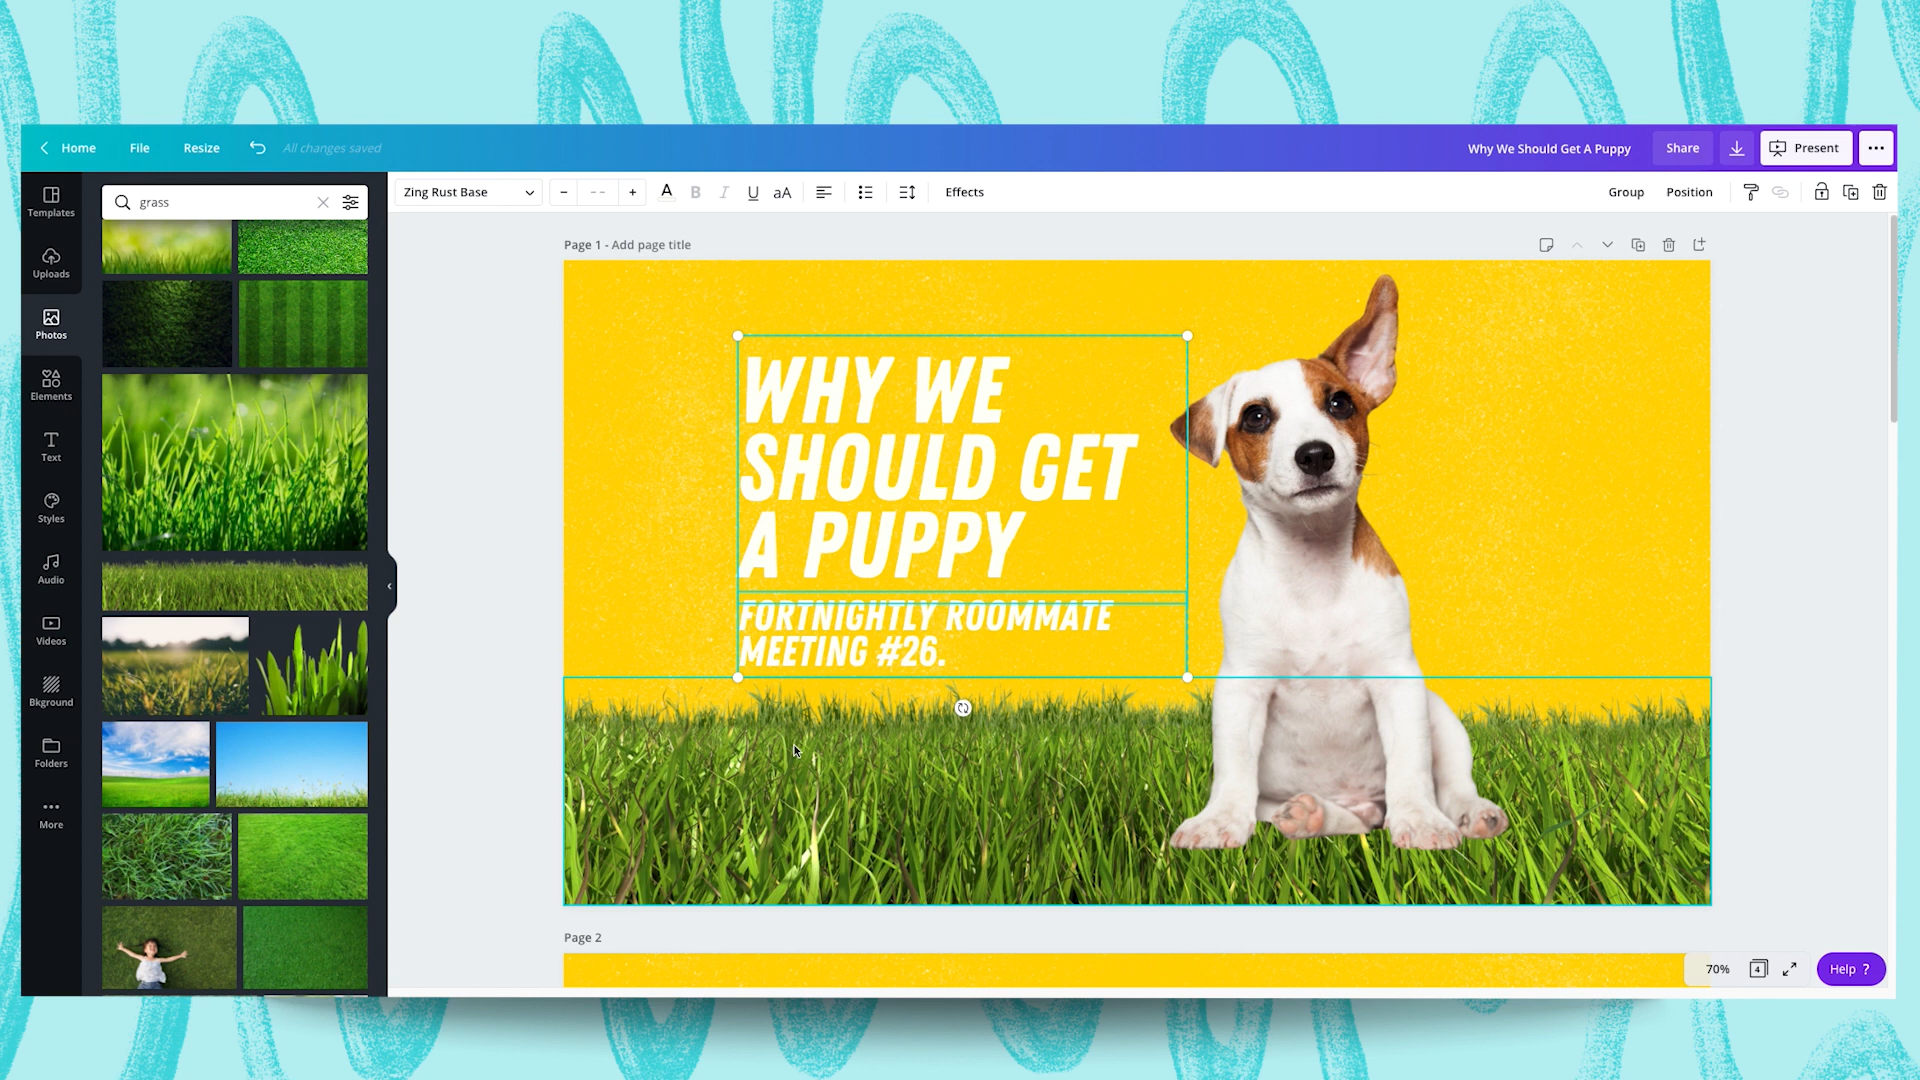 Home
File
Resize
All changes saved
Why We Should Get A Puppy
Share
Present
Templates
Uploads
Photos
Elements
Text
Styles
Audio
Videos
Bkground
Folders
More
grass
Zing Rust Base
− -- +
A
B
I
U
aA
Effects
Group
Position
Page 1 - Add page title
WHY WE
SHOULD GET
A PUPPY
FORTNIGHTLY ROOMMATE
MEETING #26.
Page 2
70%
4
Help ?